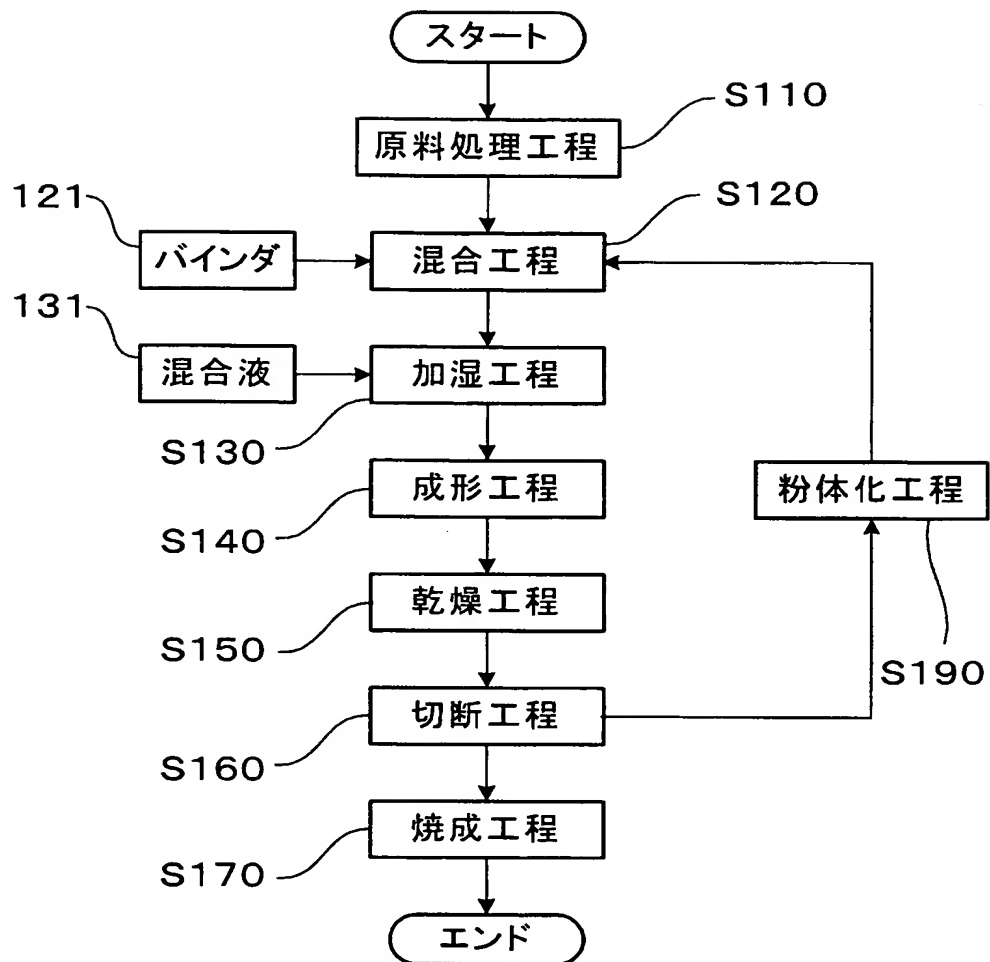 スタート
S110
原料処理工程
121
S120
バインダ
混合工程
131
混合液
加湿工程
S130
成形工程
粉体化工程
S140
乾燥工程
S150
S190
切断工程
S160
焼成工程
S170
エンド